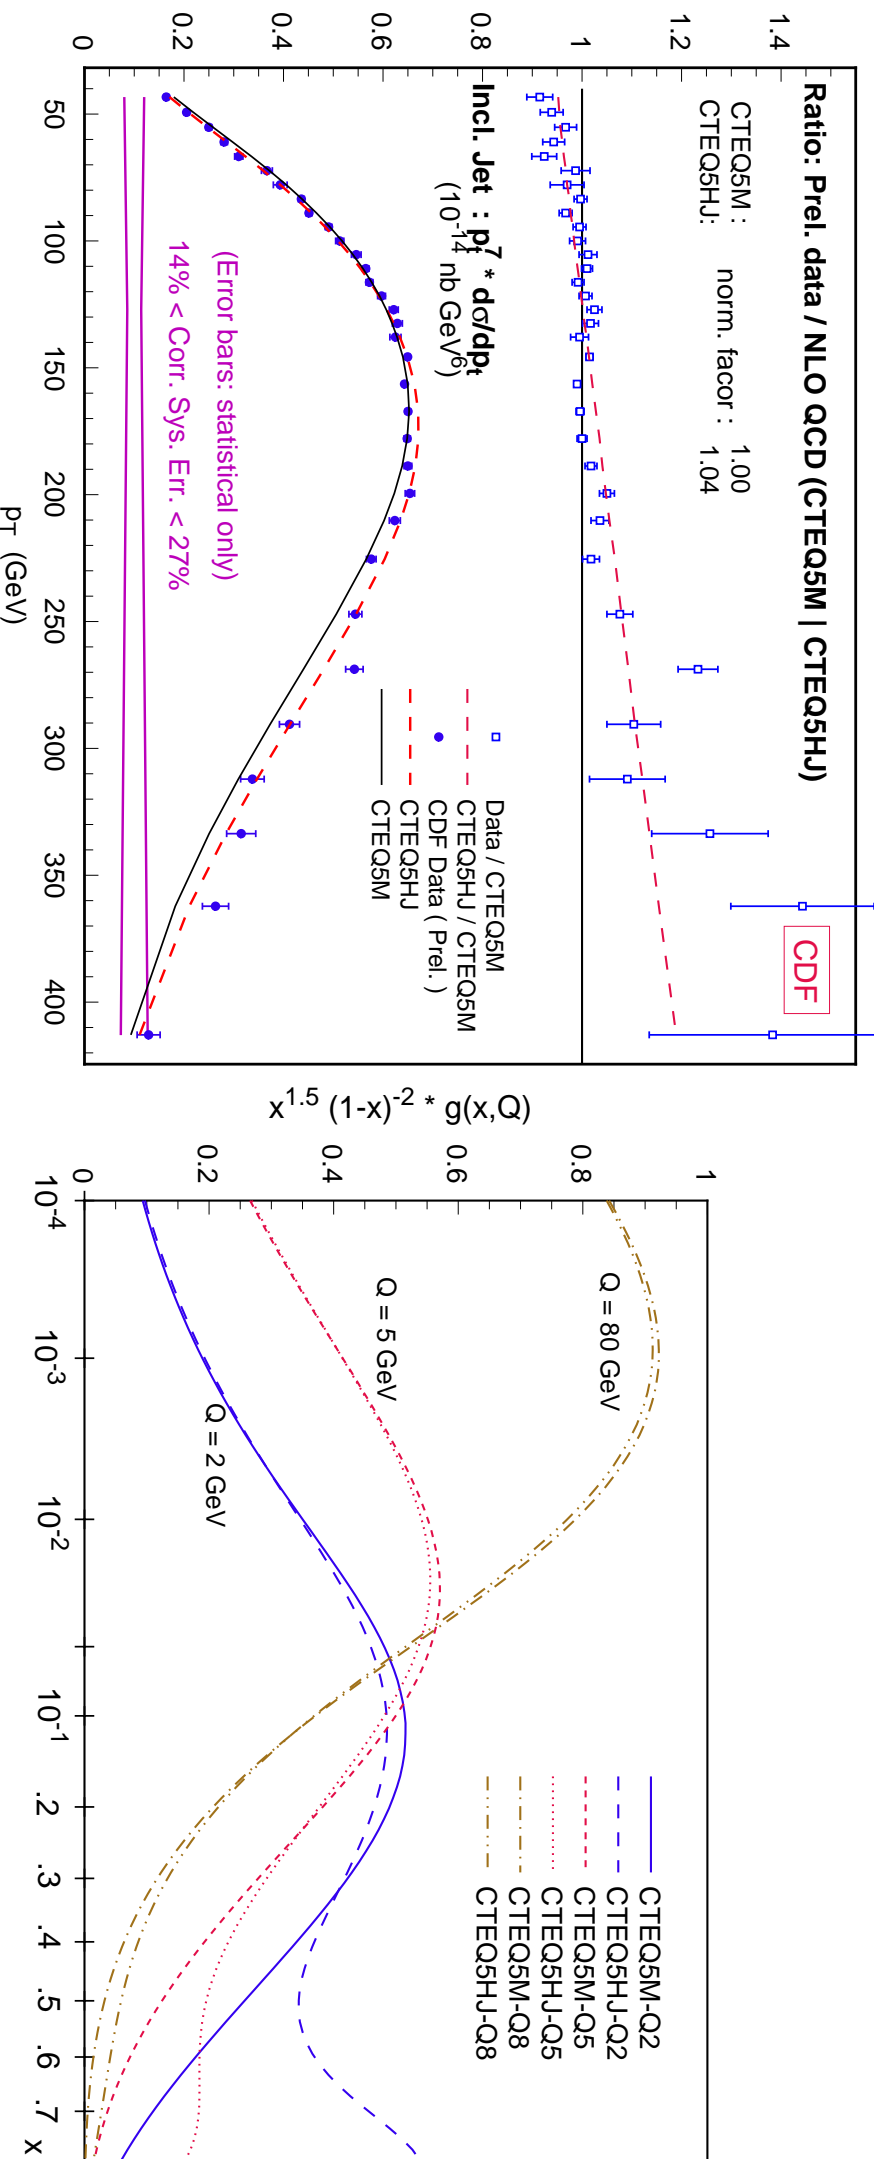 Ratio: Prel. data / NLO QCD (CTEQ5M | CTEQ5HJ)
CTEQ5M : norm. facor : 1.00
CTEQ5HJ: 1.04
CDF
1.4
1.2
1
0.8
0.6
0.4
0.2
0
Incl. Jet : pt^7 * dσ/dpt
(10^-14 nb GeV^6)
Data / CTEQ5M
CTEQ5HJ / CTEQ5M
CDF Data ( Prel. )
CTEQ5HJ
CTEQ5M
(Error bars: statistical only)
14% < Corr. Sys. Err. < 27%
50 100 150 200 250 300 350 400
pT (GeV)
x^1.5 (1-x)^-2 * g(x,Q)
1
0.8
0.6
0.4
0.2
0
Q = 80 GeV
Q = 5 GeV
Q = 2 GeV
CTEQ5M-Q2
CTEQ5HJ-Q2
CTEQ5M-Q5
CTEQ5HJ-Q5
CTEQ5M-Q8
CTEQ5HJ-Q8
10^-4 10^-3 10^-2 10^-1 .2 .3 .4 .5 .6 .7 x